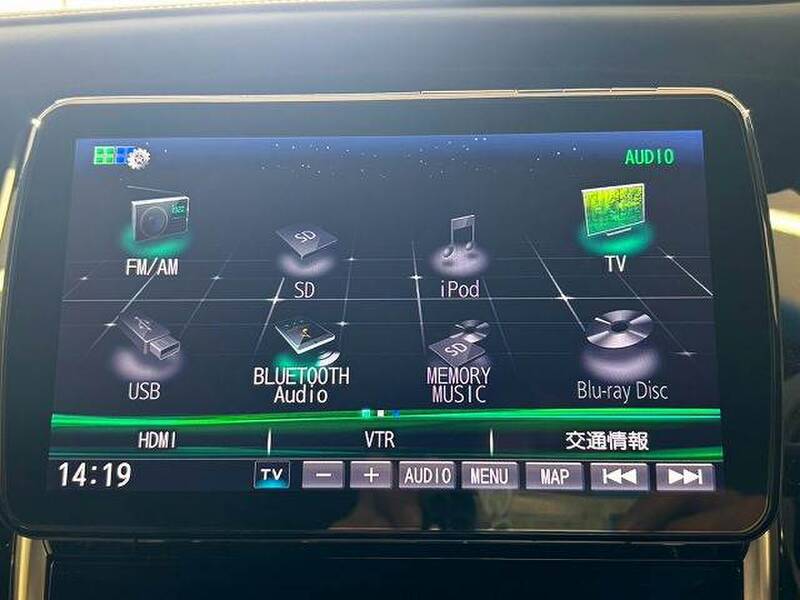 AUDIO
FM/AM
SD
SD
iPod
TV
USB
BLUETOOTH
Audio
SD
MEMORY
MUSIC
Blu-ray Disc
HDMI
VTR
交通情報
14:19
TV
−
+
AUDIO
MENU
MAP